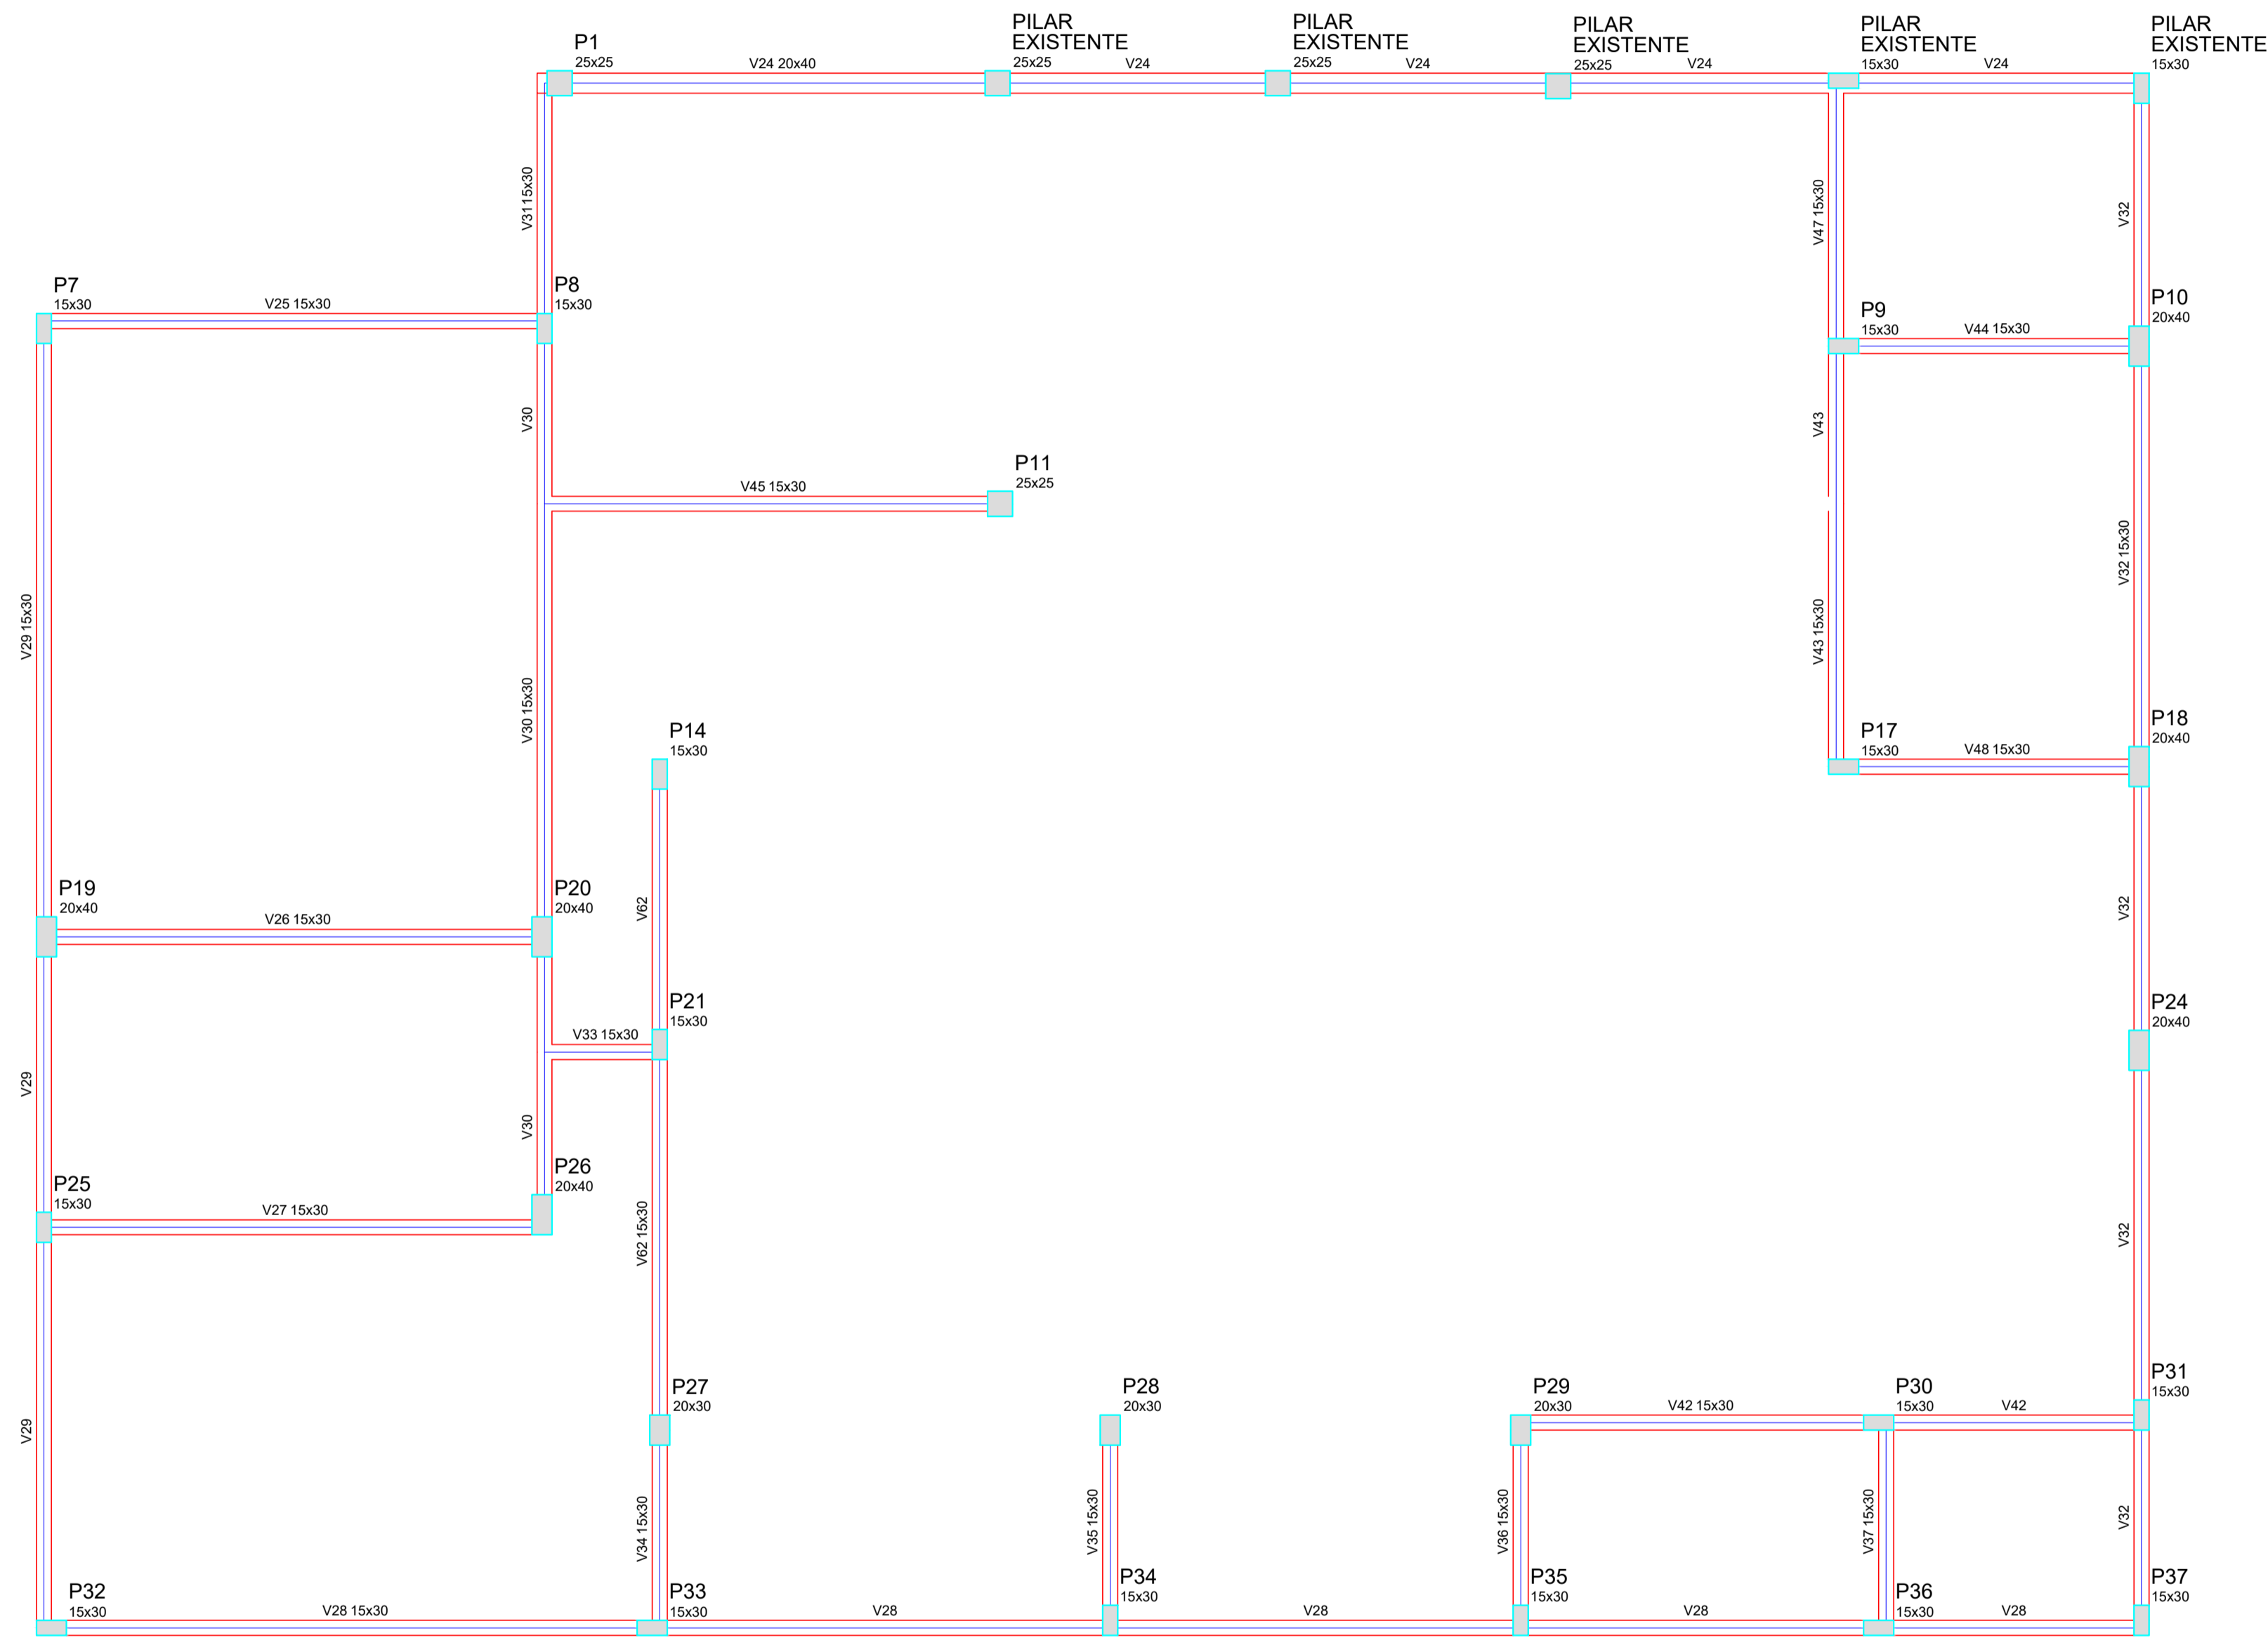 PILAR
EXISTENTE
25x25
PILAR
EXISTENTE
25x25
PILAR
EXISTENTE
25x25
PILAR
EXISTENTE
15x30
PILAR
EXISTENTE
15x30
P1
25x25
V24 20x40
V24
V24
V24
V24
V31 15x30
V47 15x30
V32
P7
15x30
V25 15x30
P8
15x30
P9
15x30
V44 15x30
P10
20x40
V30
V43
V45 15x30
P11
25x25
V32 15x30
V29 15x30
V30 15x30
V43 15x30
P14
15x30
P17
15x30
V48 15x30
P18
20x40
P19
20x40
V26 15x30
P20
20x40
V62
V32
P21
15x30
V33 15x30
P24
20x40
V29
V30
P25
15x30
V27 15x30
P26
20x40
V62 15x30
V32
P27
20x30
P28
20x30
P29
20x30
V42 15x30
P30
15x30
V42
P31
15x30
V29
V34 15x30
V35 15x30
V36 15x30
V37 15x30
V32
P32
15x30
V28 15x30
P33
15x30
V28
P34
15x30
V28
P35
15x30
V28
P36
15x30
V28
P37
15x30